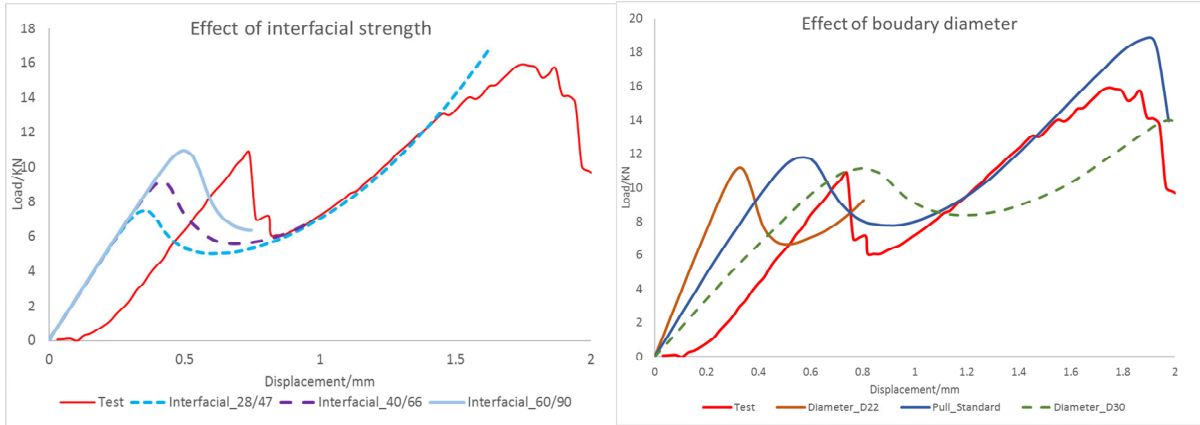 Effect of interfacial strength
18
16
14
12
10
8
6
4
2
0
Load/KN
0 0.5 1 1.5 2
Displacement/mm
Test Interfacial_28/47 Interfacial_40/66 Interfacial_60/90
Effect of boudary diameter
20
18
16
14
12
10
8
6
4
2
0
Load/KN
0 0.2 0.4 0.6 0.8 1 1.2 1.4 1.6 1.8 2
Displacement/mm
Test Diameter_D22 Pull_Standard Diameter_D30